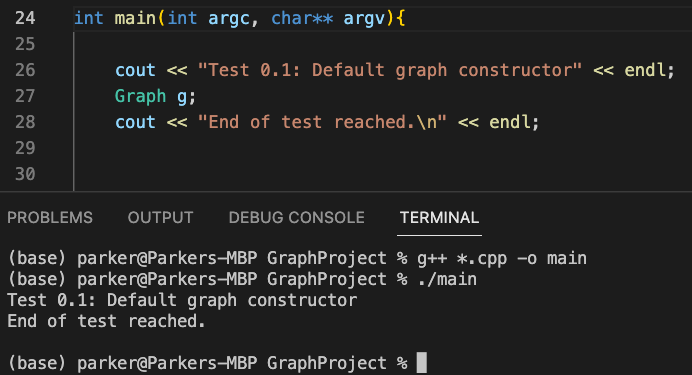 24 int main(int argc, char** argv){
25
26 cout << "Test 0.1: Default graph constructor" << endl;
27 Graph g;
28 cout << "End of test reached.\n" << endl;
29
30
PROBLEMS OUTPUT DEBUG CONSOLE TERMINAL
(base) parker@Parkers-MBP GraphProject % g++ *.cpp -o main
(base) parker@Parkers-MBP GraphProject % ./main
Test 0.1: Default graph constructor
End of test reached.
(base) parker@Parkers-MBP GraphProject %